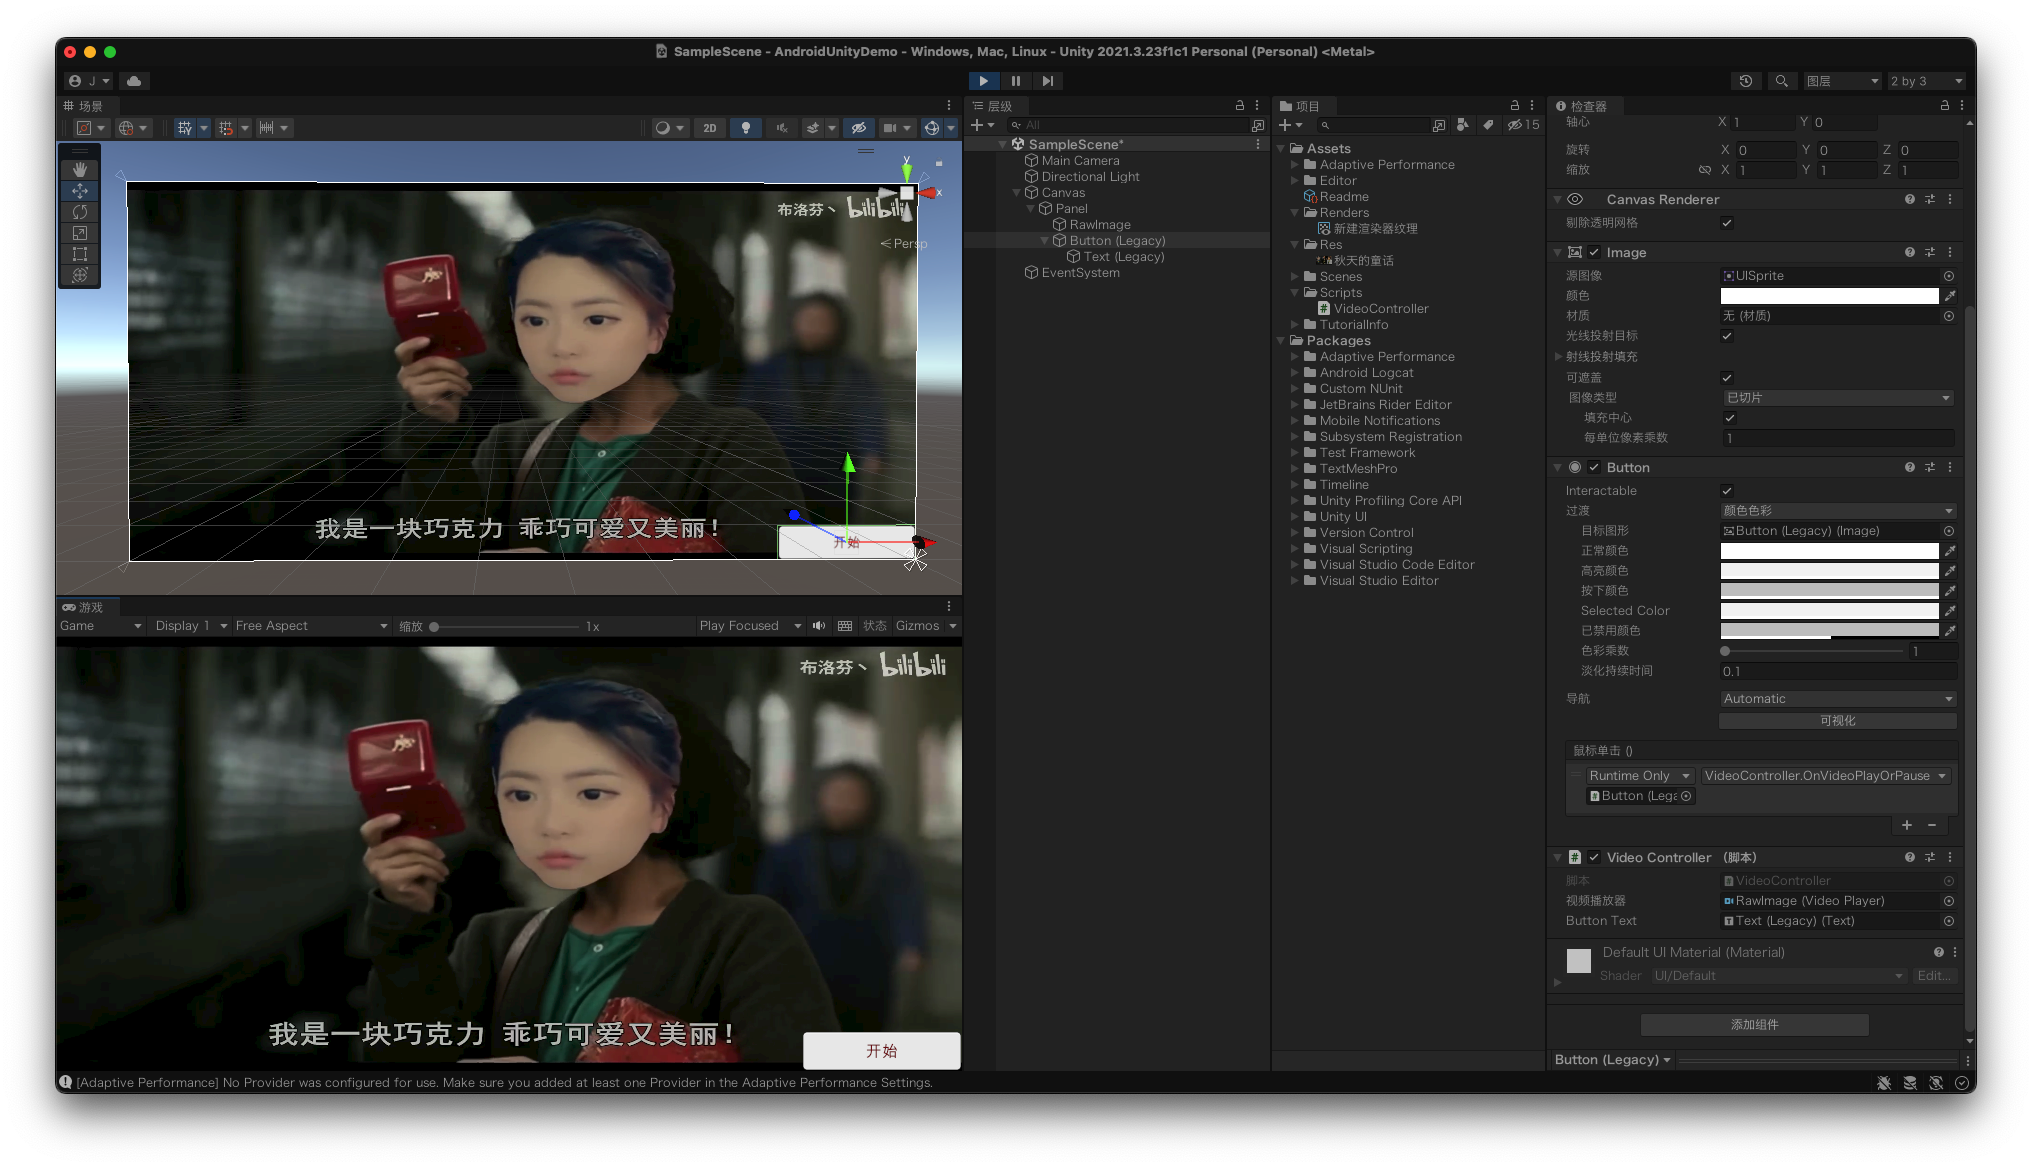 SampleScene - AndroidUnityDemo - Windows, Mac, Linux - Unity 2021.3.23f1c1 Personal (Personal) <Metal>
J
图层
2 by 3
场景
2D
布洛芬丶 bilibili
y
x
Persp
我是一块巧克力 乖巧可爱又美丽！
开始
游戏
Game
Display 1
Free Aspect
缩放
1x
Play Focused
状态
Gizmos
布洛芬丶 bilibili
我是一块巧克力 乖巧可爱又美丽！
开始
[Adaptive Performance] No Provider was configured for use. Make sure you added at least one Provider in the Adaptive Performance Settings.
层级
All
SampleScene*
Main Camera
Directional Light
Canvas
Panel
RawImage
Button (Legacy)
Text (Legacy)
EventSystem
项目
15
Assets
Adaptive Performance
Editor
Readme
Renders
新建渲染器纹理
Res
秋天的童话
Scenes
Scripts
VideoController
TutorialInfo
Packages
Adaptive Performance
Android Logcat
Custom NUnit
JetBrains Rider Editor
Mobile Notifications
Subsystem Registration
Test Framework
TextMeshPro
Timeline
Unity Profiling Core API
Unity UI
Version Control
Visual Scripting
Visual Studio Code Editor
Visual Studio Editor
检查器
轴心 X 1 Y 0
旋转 X 0 Y 0 Z 0
缩放 X 1 Y 1 Z 1
Canvas Renderer
剔除透明网格
Image
源图像 UISprite
颜色
材质 无 (材质)
光线投射目标
射线投射填充
可遮盖
图像类型 已切片
填充中心
每单位像素乘数 1
Button
Interactable
过渡 颜色色彩
目标图形 Button (Legacy) (Image)
正常颜色
高亮颜色
按下颜色
Selected Color
已禁用颜色
色彩乘数 1
淡化持续时间 0.1
导航 Automatic
可视化
鼠标单击 ()
Runtime Only VideoController.OnVideoPlayOrPause
Button (Lega
Video Controller （脚本）
脚本 VideoController
视频播放器 RawImage (Video Player)
Button Text Text (Legacy) (Text)
Default UI Material (Material)
Shader UI/Default Edit...
添加组件
Button (Legacy)